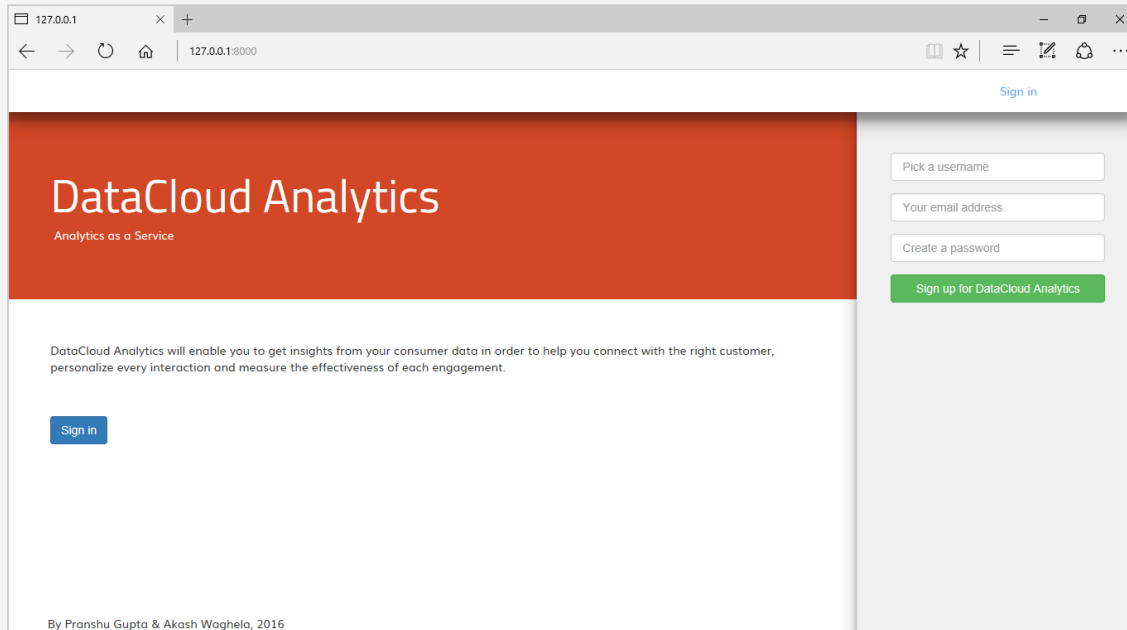 127.0.0.1
127.0.0.1:8000
Sign in
DataCloud Analytics
Analytics as a Service
Pick a username
Your email address
Create a password
Sign up for DataCloud Analytics
DataCloud Analytics will enable you to get insights from your consumer data in order to help you connect with the right customer,
personalize every interaction and measure the effectiveness of each engagement.
Sign in
By Pranshu Gupta & Akash Waghela, 2016